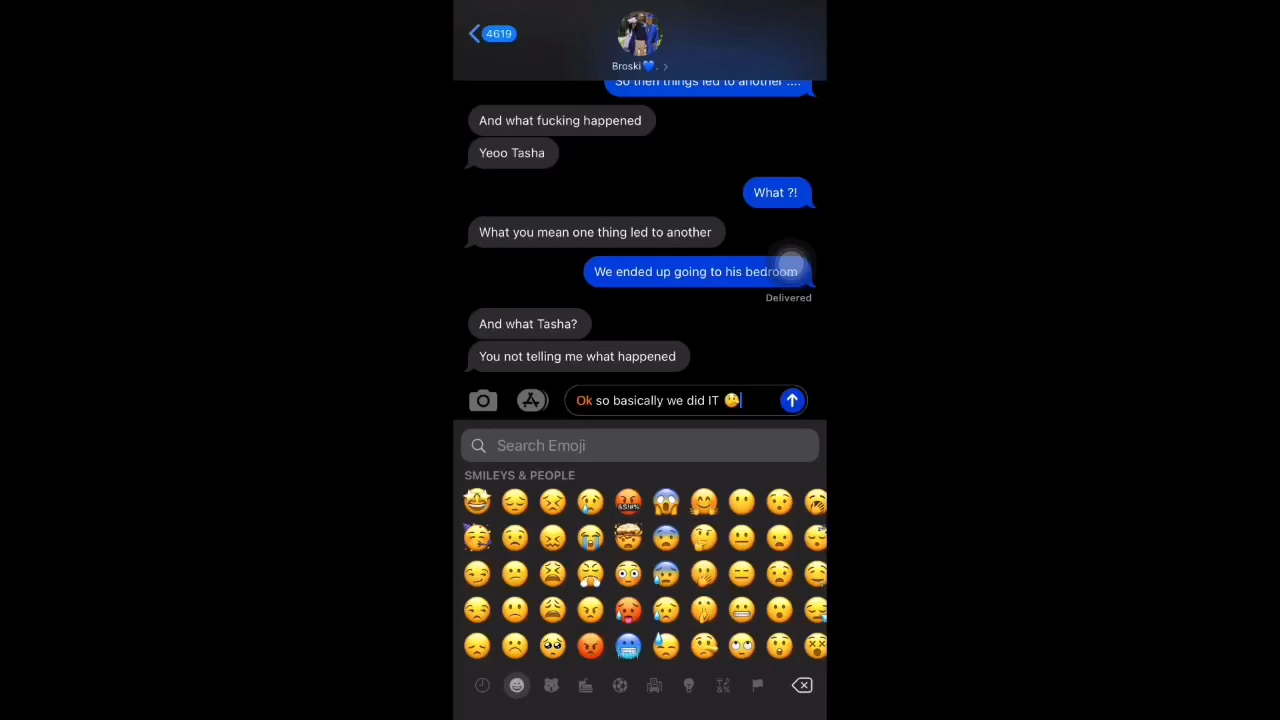 4619
Broski💙.
So then things led to another ....
And what fucking happened
Yeoo Tasha
What ?!
What you mean one thing led to another
We ended up going to his bedroom
Delivered
And what Tasha?
You not telling me what happened
Ok so basically we did IT 🤔
Search Emoji
SMILEYS & PEOPLE